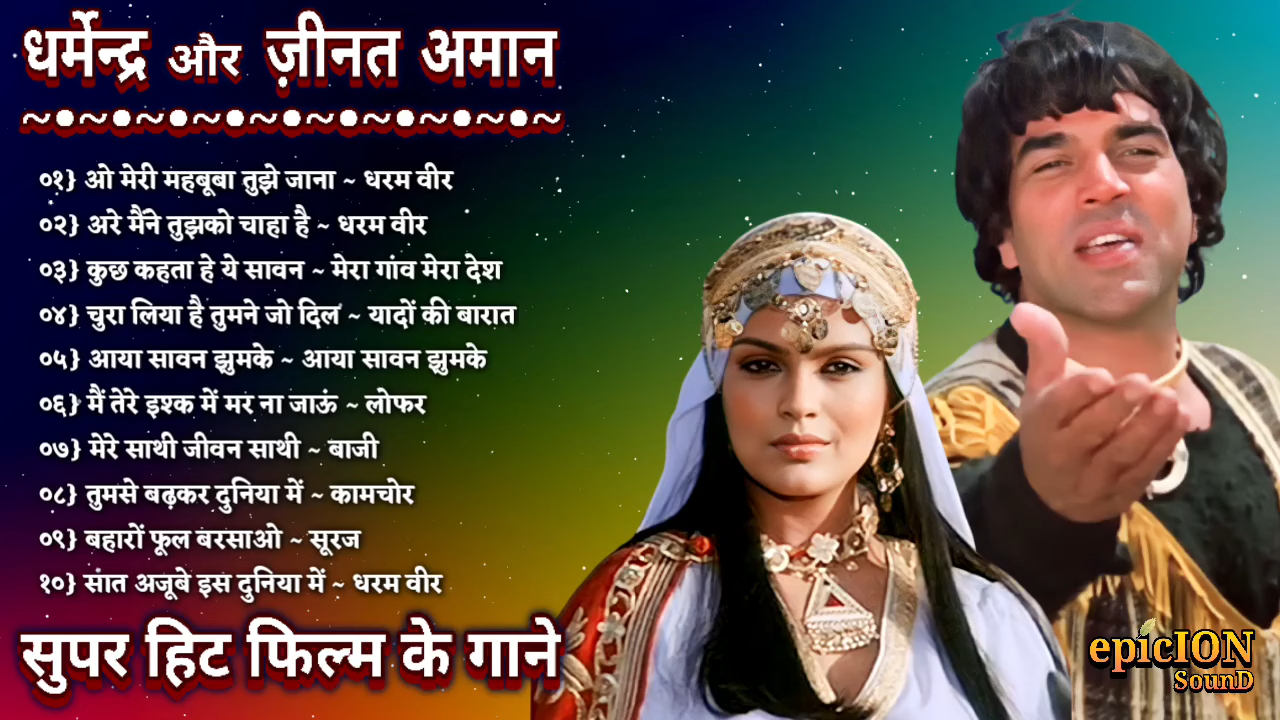 धर्मेन्द्र और ज़ीनत अमान
~●~●~●~●~●~●~●~●~●~
०१} ओ मेरी महबूबा तुझे जाना ~ धरम वीर
०२} अरे मैंने तुझको चाहा है ~ धरम वीर
०३} कुछ कहता हे ये सावन ~ मेरा गांव मेरा देश
०४} चुरा लिया है तुमने जो दिल ~ यादों की बारात
०५} आया सावन झुमके ~ आया सावन झुमके
०६} मैं तेरे इश्क में मर ना जाऊं ~ लोफर
०७} मेरे साथी जीवन साथी ~ बाजी
०८} तुमसे बढ़कर दुनिया में ~ कामचोर
०९} बहारों फूल बरसाओ ~ सूरज
१०} सात अजूबे इस दुनिया में ~ धरम वीर
सुपर हिट फिल्म के गाने
epicION
SounD